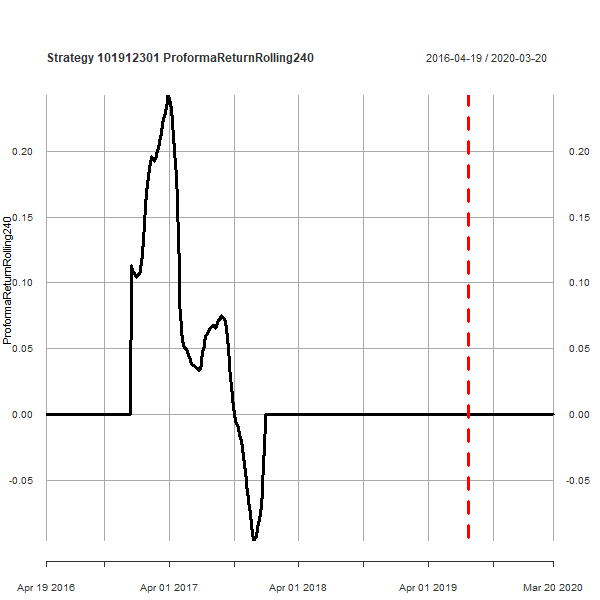 Strategy 101912301 ProformaReturnRolling240
2016-04-19 / 2020-03-20
ProformaReturnRolling240
0.20 0.20
0.15 0.15
0.10 0.10
0.05 0.05
0.00 0.00
-0.05 -0.05
Apr 19 2016 Apr 01 2017 Apr 01 2018 Apr 01 2019 Mar 20 2020